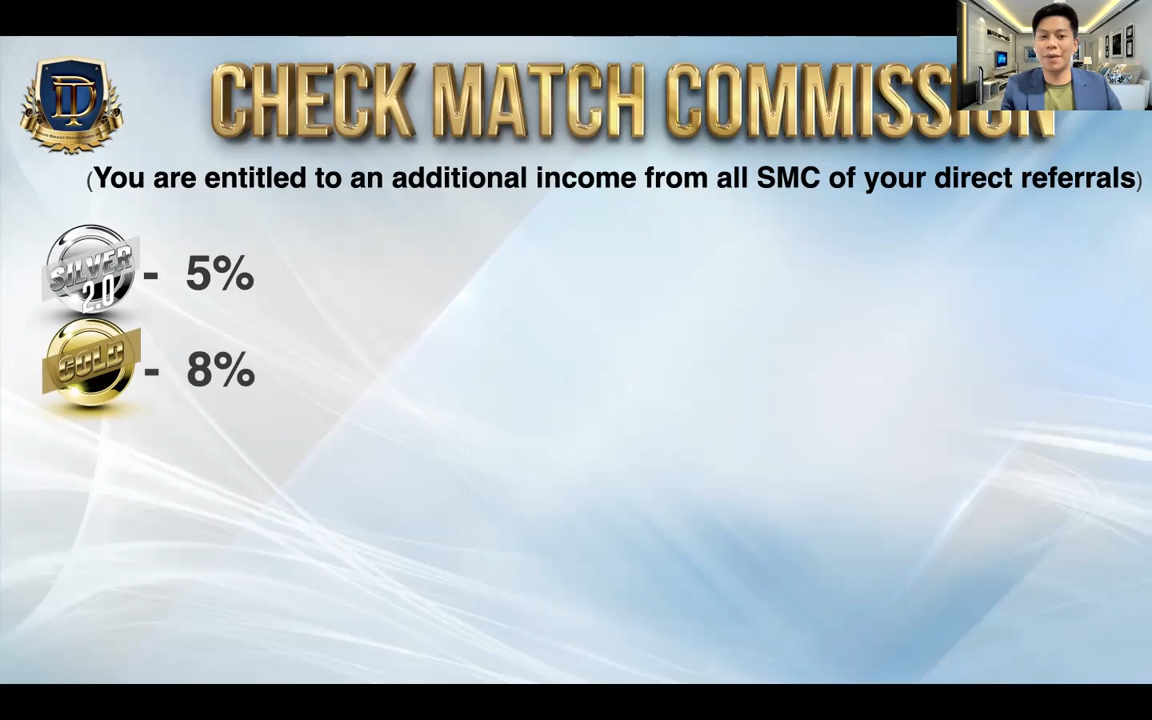 CHECK MATCH COMMISSION
(You are entitled to an additional income from all SMC of your direct referrals)
SILVER
2.0
- 5%
GOLD
- 8%